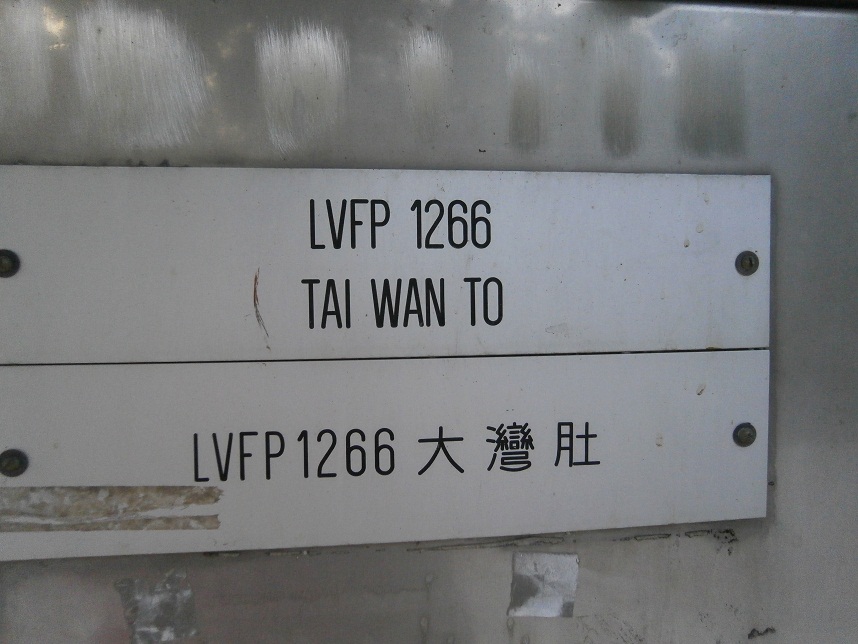 LVFP 1266
TAI WAN TO
LVFP1266 大灣肚